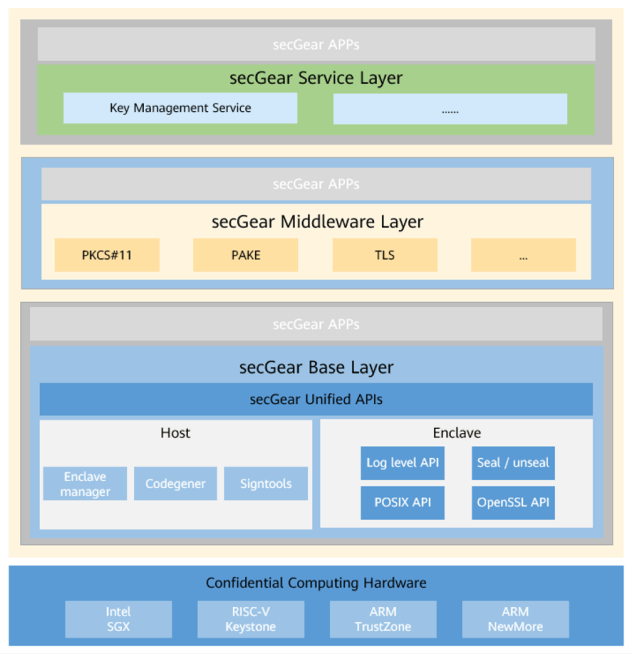 secGear APPs
secGear Service Layer
Key Management Service
......
secGear APPs
secGear Middleware Layer
PKCS#11
PAKE
TLS
...
secGear APPs
secGear Base Layer
secGear Unified APIs
Host
Enclave
manager
Codegener
Signtools
Enclave
Log level API
Seal / unseal
POSIX API
OpenSSL API
Confidential Computing Hardware
Intel
SGX
RISC-V
Keystone
ARM
TrustZone
ARM
NewMore